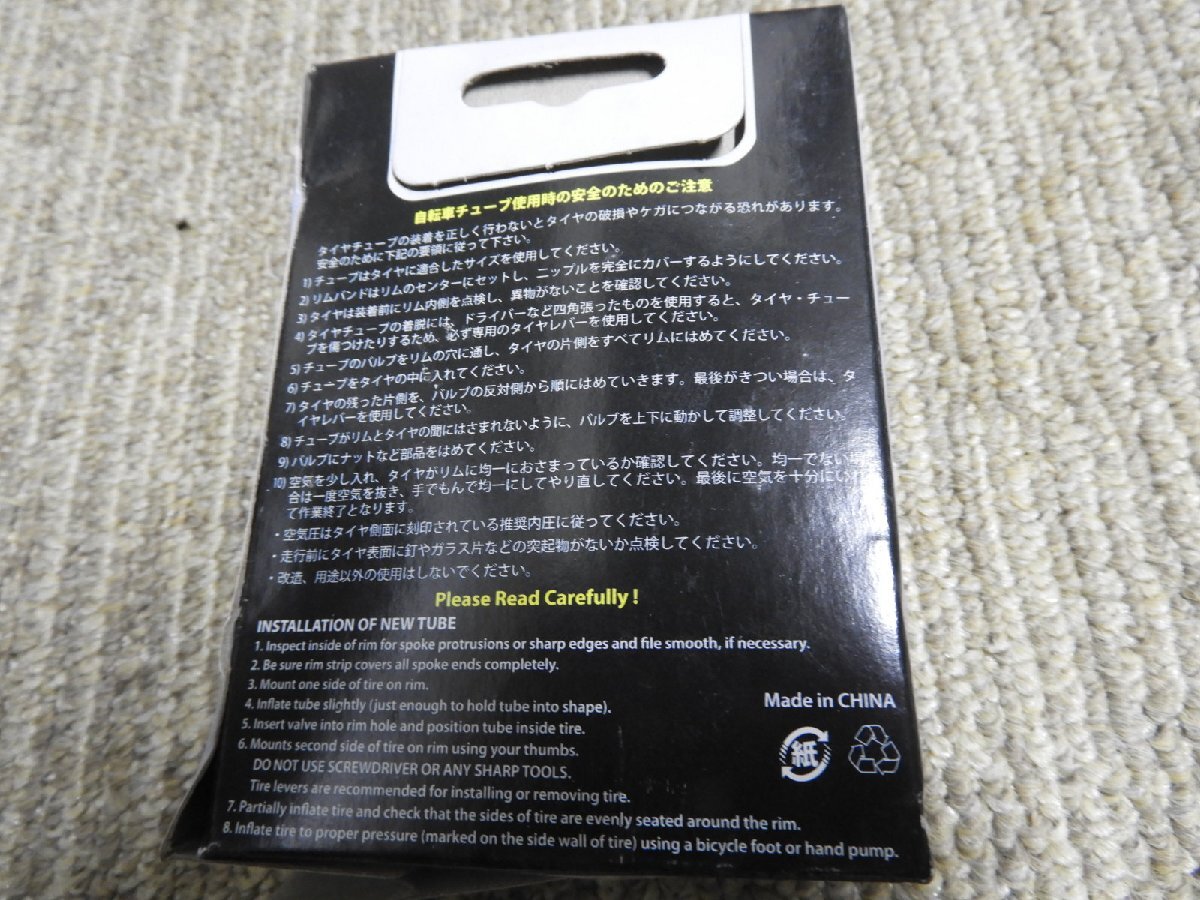 自転車チューブ使用時の安全のためのご注意
タイヤチューブの装着を正しく行わないとタイヤの破損やケガにつながる恐れがあります。
安全のために下記の要領に従って下さい。
1) チューブはタイヤに適合したサイズを使用してください。
2) リムバンドはリムのセンターにセットし、ニップルを完全にカバーするようにしてください。
3) タイヤは装着前にリム内側を点検し、異物がないことを確認してください。
4) タイヤチューブの着脱には、ドライバーなど四角張ったものを使用すると、タイヤ・チュー
ブを傷つけたりするため、必ず専用のタイヤレバーを使用してください。
5) チューブのバルブをリムの穴に通し、タイヤの片側をすべてリムにはめてください。
6) チューブをタイヤの中に入れてください。
7) タイヤの残った片側を、バルブの反対側から順にはめていきます。最後がきつい場合は、タ
イヤレバーを使用してください。
8) チューブがリムとタイヤの間にはさまれないように、バルブを上下に動かして調整してください。
9) バルブにナットなど部品をはめてください。
10) 空気を少し入れ、タイヤがリムに均一におさまっているか確認してください。均一でない場
合は一度空気を抜き、手でもんで均一にしてやり直してください。最後に空気を十分にい
て作業終了となります。
・空気圧はタイヤ側面に刻印されている推奨内圧に従ってください。
・走行前にタイヤ表面に釘やガラス片などの突起物がないか点検してください。
・改造、用途以外の使用はしないでください。
Please Read Carefully !
INSTALLATION OF NEW TUBE
1. Inspect inside of rim for spoke protrusions or sharp edges and file smooth, if necessary.
2. Be sure rim strip covers all spoke ends completely.
3. Mount one side of tire on rim.
4. Inflate tube slightly (just enough to hold tube into shape).
5. Insert valve into rim hole and position tube inside tire.
6. Mounts second side of tire on rim using your thumbs.
DO NOT USE SCREWDRIVER OR ANY SHARP TOOLS.
Tire levers are recommended for installing or removing tire.
7. Partially inflate tire and check that the sides of tire are evenly seated around the rim.
8. Inflate tire to proper pressure (marked on the side wall of tire) using a bicycle foot or hand pump.
Made in CHINA
紙